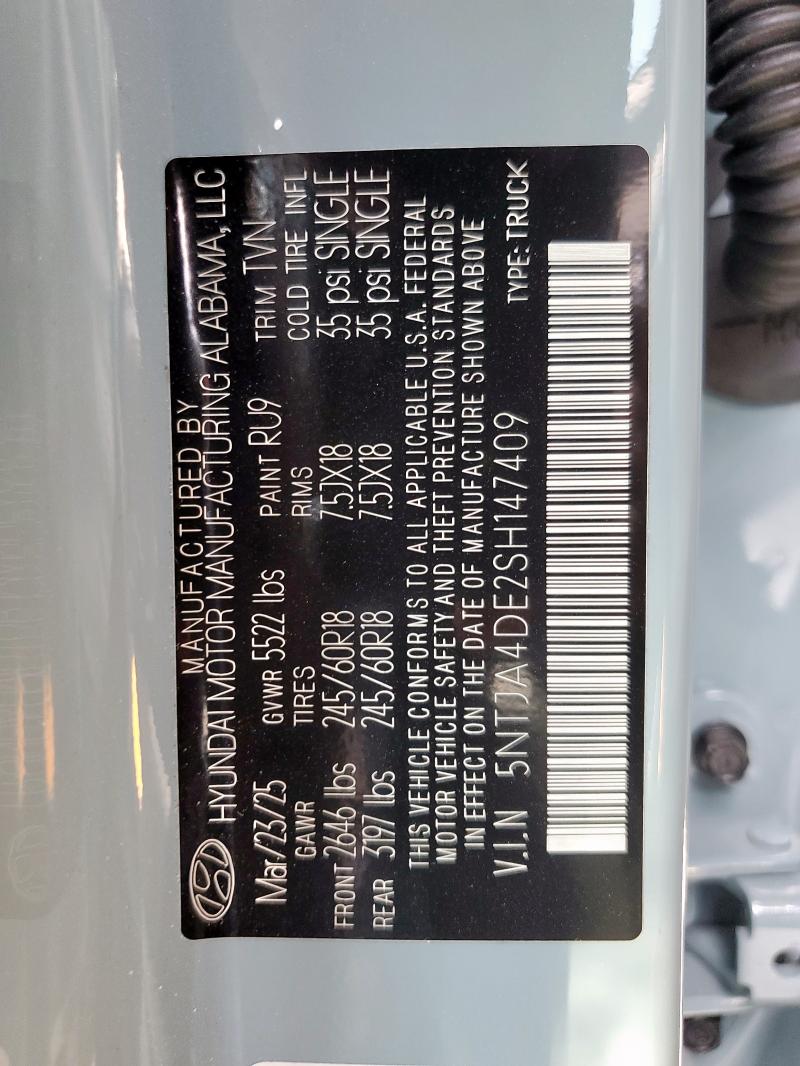 MANUFACTURED BY
HYUNDAI MOTOR MANUFACTURING ALABAMA, LLC
Mar/23/25 GVWR 5522 lbs PAINT RU9 TRIM TVN
GAWR TIRES RIMS COLD TIRE INFL
FRONT 2646 lbs 245/60R18 7.5JX18 35 psi SINGLE
REAR 3197 lbs 245/60R18 7.5JX18 35 psi SINGLE
THIS VEHICLE CONFORMS TO ALL APPLICABLE U.S.A. FEDERAL
MOTOR VEHICLE SAFETY AND THEFT PREVENTION STANDARDS
IN EFFECT ON THE DATE OF MANUFACTURE SHOWN ABOVE
V.I.N 5NTJA4DE2SH147409 TYPE: TRUCK